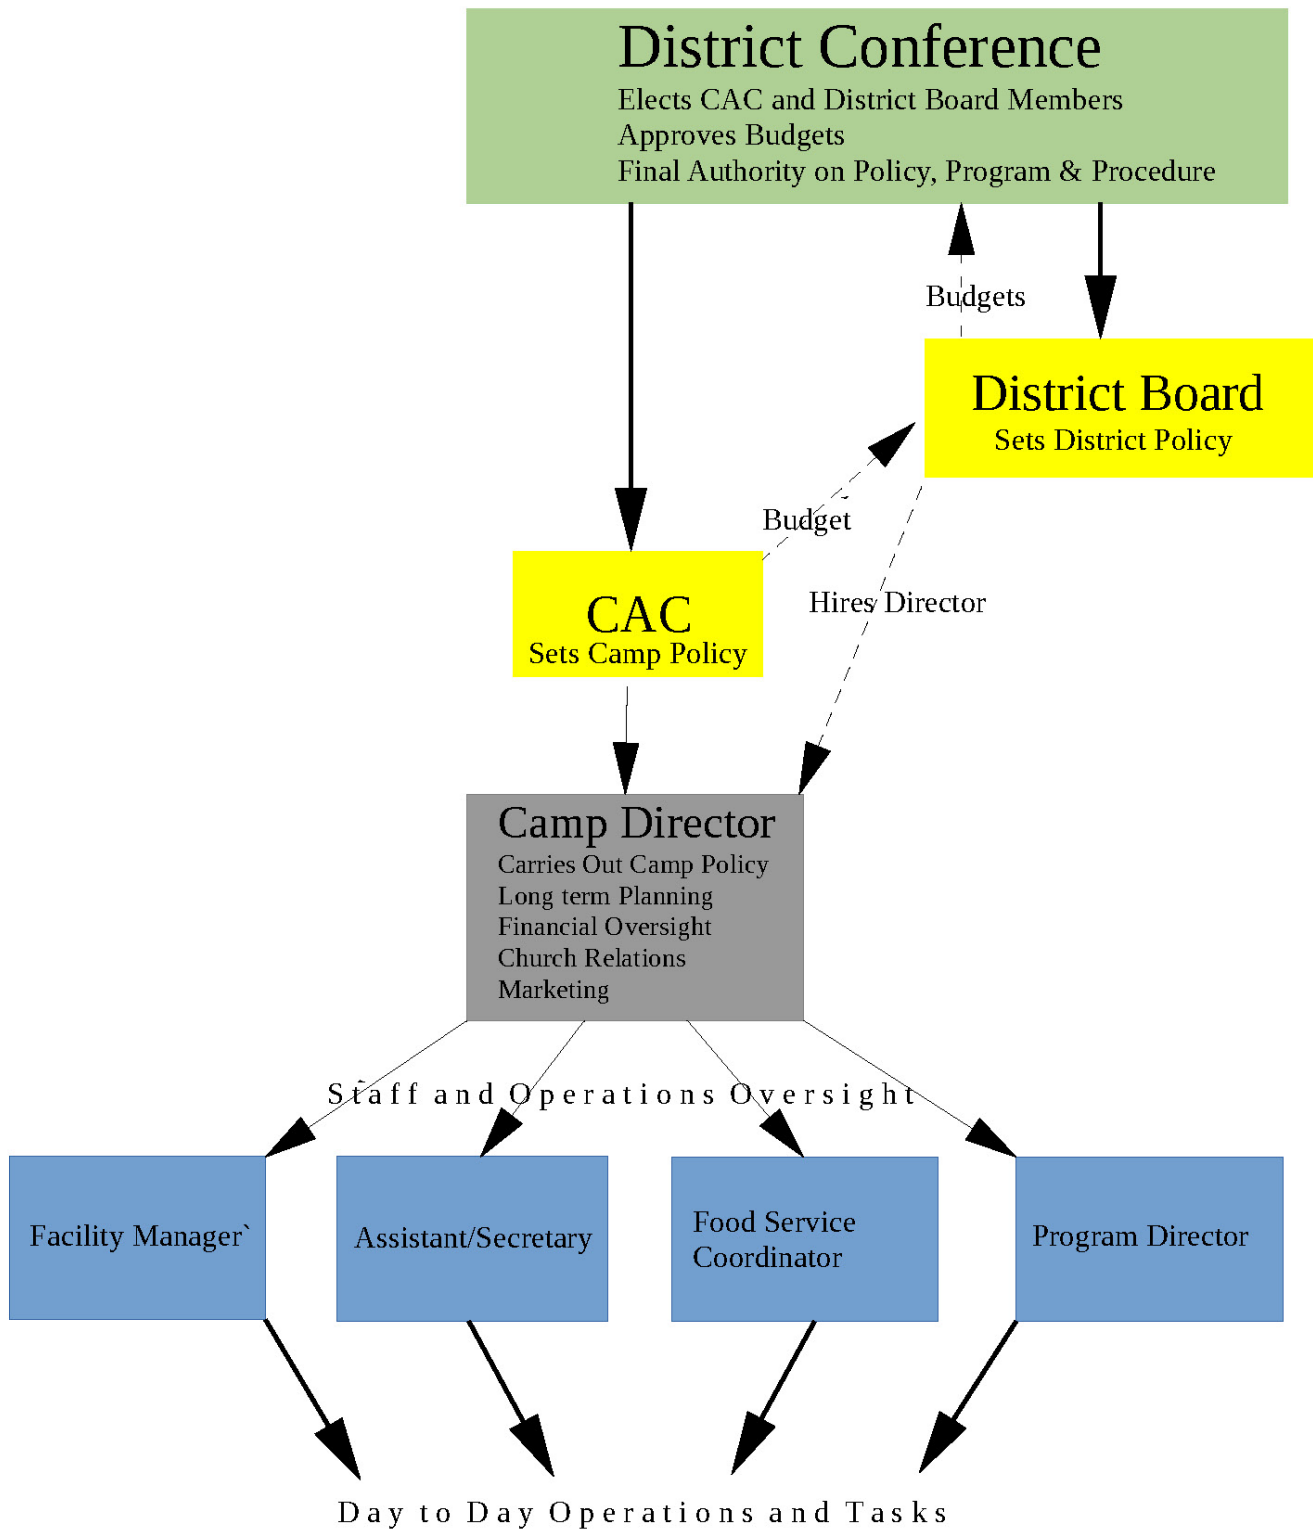 District Conference
Elects CAC and District Board Members
Approves Budgets
Final Authority on Policy, Program & Procedure
Budgets
District Board
Sets District Policy
Budget
Hires Director
CAC
Sets Camp Policy
Camp Director
Carries Out Camp Policy
Long term Planning
Financial Oversight
Church Relations
Marketing
Staff and Operations Oversight
Facility Manager`
Assistant/Secretary
Food Service
Coordinator
Program Director
Day to Day Operations and Tasks